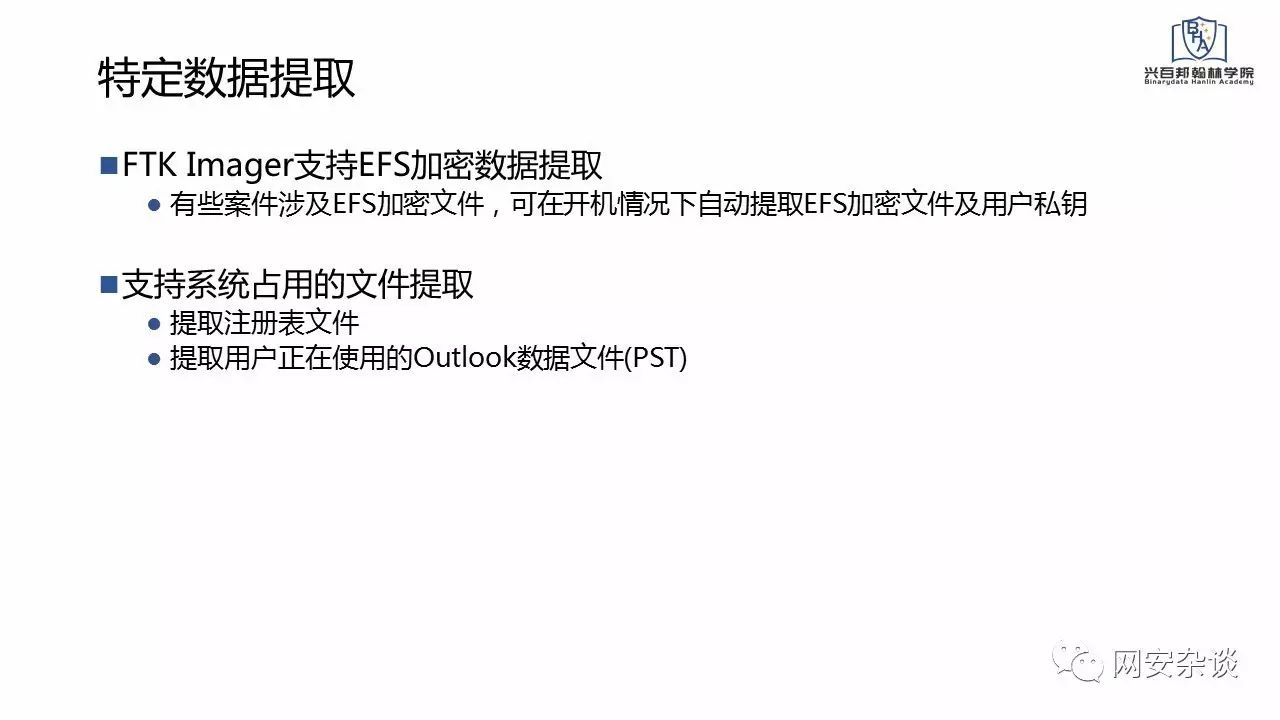 BHA
兴百邦翰林学院
Binarydata Hanlin Academy
特定数据提取
FTK Imager支持EFS加密数据提取
有些案件涉及EFS加密文件，可在开机情况下自动提取EFS加密文件及用户私钥
支持系统占用的文件提取
提取注册表文件
提取用户正在使用的Outlook数据文件(PST)
网安杂谈